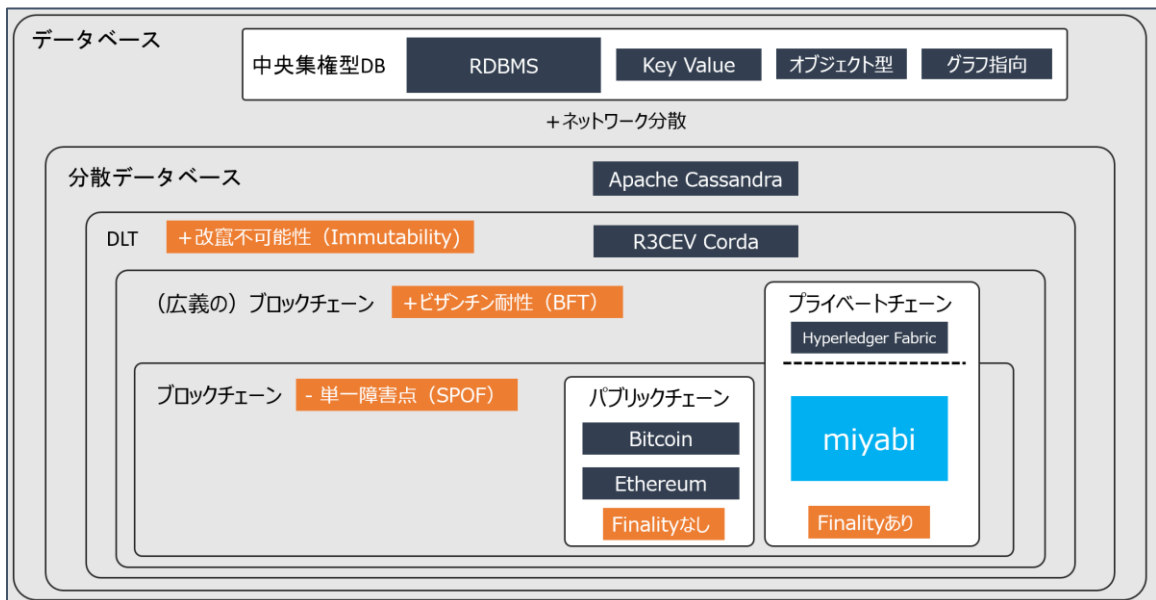 データベース
中央集権型DB RDBMS Key Value オブジェクト型 グラフ指向
+ネットワーク分散
分散データベース Apache Cassandra
DLT +改竄不可能性(Immutability) R3CEV Corda
(広義の)ブロックチェーン +ビザンチン耐性(BFT)
プライベートチェーン
Hyperledger Fabric
ブロックチェーン - 単一障害点(SPOF)
パブリックチェーン
Bitcoin
Ethereum
Finalityなし
miyabi
Finalityあり